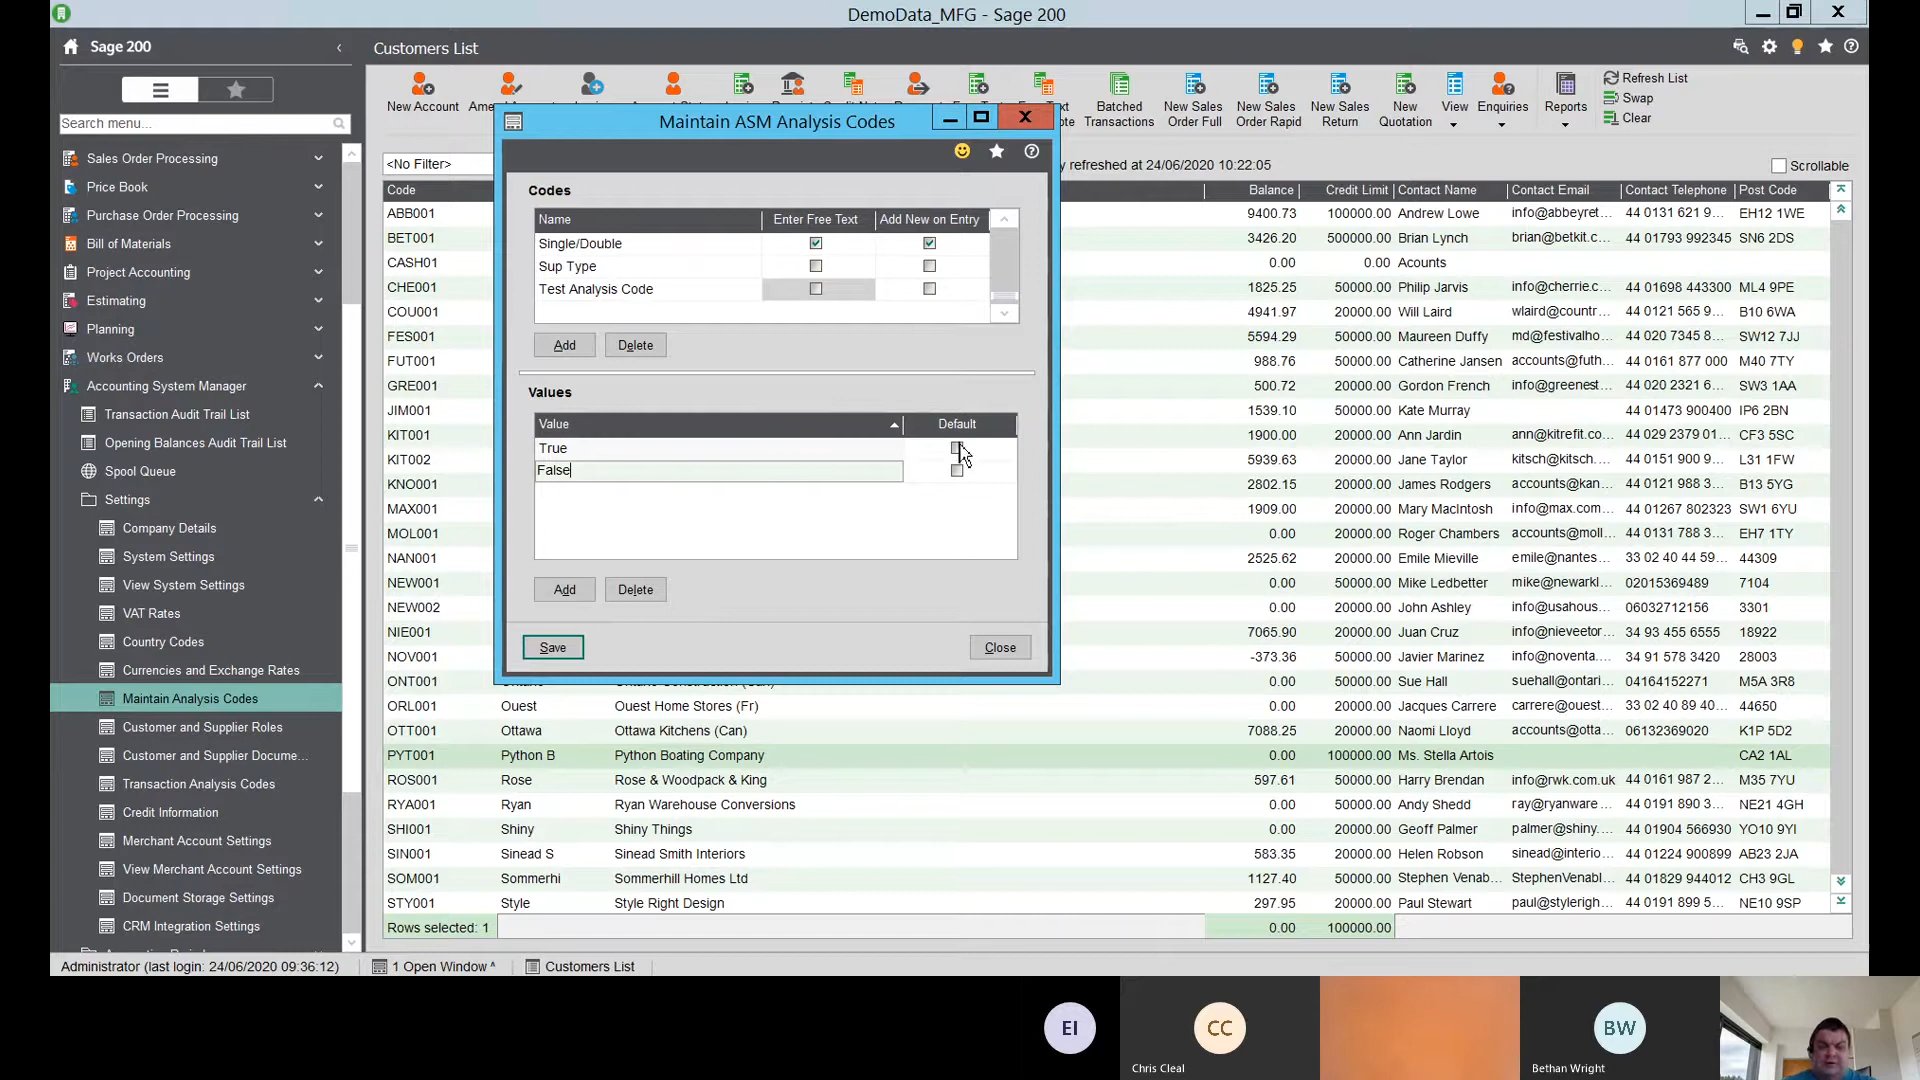 DemoData_MFG - Sage 200
Sage 200
Customers List
Search menu...
Sales Order Processing
Price Book
Purchase Order Processing
Bill of Materials
Project Accounting
Estimating
Planning
Works Orders
Accounting System Manager
Transaction Audit Trail List
Opening Balances Audit Trail List
Spool Queue
Settings
Company Details
System Settings
View System Settings
VAT Rates
Country Codes
Currencies and Exchange Rates
Maintain Analysis Codes
Customer and Supplier Roles
Customer and Supplier Docume...
Transaction Analysis Codes
Credit Information
Merchant Account Settings
View Merchant Account Settings
Document Storage Settings
CRM Integration Settings
New Account
Batched Transactions
New Sales Order Full
New Sales Order Rapid
New Sales Return
New Quotation
View
Enquiries
Reports
Refresh List
Swap
Clear
<No Filter>
refreshed at 24/06/2020 10:22:05
Scrollable
Maintain ASM Analysis Codes
Codes
Name Enter Free Text Add New on Entry
Single/Double
Sup Type
Test Analysis Code
Add Delete
Values
Value Default
True
False
Add Delete
Save Close
Code Balance Credit Limit Contact Name Contact Email Contact Telephone Post Code
ABB001 9400.73 100000.00 Andrew Lowe info@abbeyret... 44 0131 621 9... EH12 1WE
BET001 3426.20 500000.00 Brian Lynch brian@betkit.c... 44 01793 992345 SN6 2DS
CASH01 0.00 0.00 Acounts
CHE001 1825.25 50000.00 Philip Jarvis info@cherrie.c... 44 01698 443300 ML4 9PE
COU001 4941.97 20000.00 Will Laird wlaird@countr... 44 0121 565 9... B10 6WA
FES001 5594.29 50000.00 Maureen Duffy md@festivalho... 44 020 7345 8... SW12 7JJ
FUT001 988.76 50000.00 Catherine Jansen accounts@futh... 44 0161 877 000 M40 7TY
GRE001 500.72 20000.00 Gordon French info@greenest... 44 020 2321 6... SW3 1AA
JIM001 1539.10 50000.00 Kate Murray 44 01473 900400 IP6 2BN
KIT001 1900.00 20000.00 Ann Jardin ann@kitrefit.co... 44 029 2379 01... CF3 5SC
KIT002 5939.63 20000.00 Jane Taylor kitsch@kitsch.... 44 0151 900 9... L31 1FW
KNO001 2802.15 50000.00 James Rodgers accounts@kan... 44 0121 988 3... B13 5YG
MAX001 1909.00 20000.00 Mary MacIntosh info@max.com... 44 01267 802323 SW1 6YU
MOL001 0.00 20000.00 Roger Chambers accounts@moll... 44 0131 788 3... EH7 1TY
NAN001 2525.62 20000.00 Emile Mieville emile@nantes... 33 02 40 44 59... 44309
NEW001 0.00 50000.00 Mike Ledbetter mike@newarkl... 02015369489 7104
NEW002 0.00 20000.00 John Ashley info@usahous... 06032712156 3301
NIE001 7065.90 20000.00 Juan Cruz info@nieveetor... 34 93 455 6555 18922
NOV001 -373.36 50000.00 Javier Marinez info@noventa.... 34 91 578 3420 28003
ONT001 0.00 50000.00 Sue Hall suehall@ontari... 04164152271 M5A 3R8
ORL001 Ouest Ouest Home Stores (Fr) 0.00 20000.00 Jacques Carrere carrere@ouest... 33 02 40 89 40... 44650
OTT001 Ottawa Ottawa Kitchens (Can) 7088.25 20000.00 Naomi Lloyd accounts@otta... 06132369020 K1P 5D2
PYT001 Python B Python Boating Company 0.00 100000.00 Ms. Stella Artois CA2 1AL
ROS001 Rose Rose & Woodpack & King 597.61 50000.00 Harry Brendan info@rwk.com.uk 44 0161 987 2... M35 7YU
RYA001 Ryan Ryan Warehouse Conversions 0.00 50000.00 Andy Shedd ray@ryanware... 44 0191 890 3... NE21 4GH
SHI001 Shiny Shiny Things 0.00 20000.00 Geoff Palmer palmer@shiny.... 44 01904 566930 YO10 9YI
SIN001 Sinead S Sinead Smith Interiors 583.35 20000.00 Helen Robson sinead@interio... 44 01224 900899 AB23 2JA
SOM001 Sommerhi Sommerhill Homes Ltd 1127.40 50000.00 Stephen Venab... StephenVenabl... 44 01829 944012 CH3 9GL
STY001 Style Style Right Design 297.95 20000.00 Paul Stewart paul@stylerigh... 44 01899 5... NE10 9SP
Rows selected: 1 0.00 100000.00
Administrator (last login: 24/06/2020 09:36:12) 1 Open Window ^ Customers List
EI
CC
Chris Cleal
BW
Bethan Wright